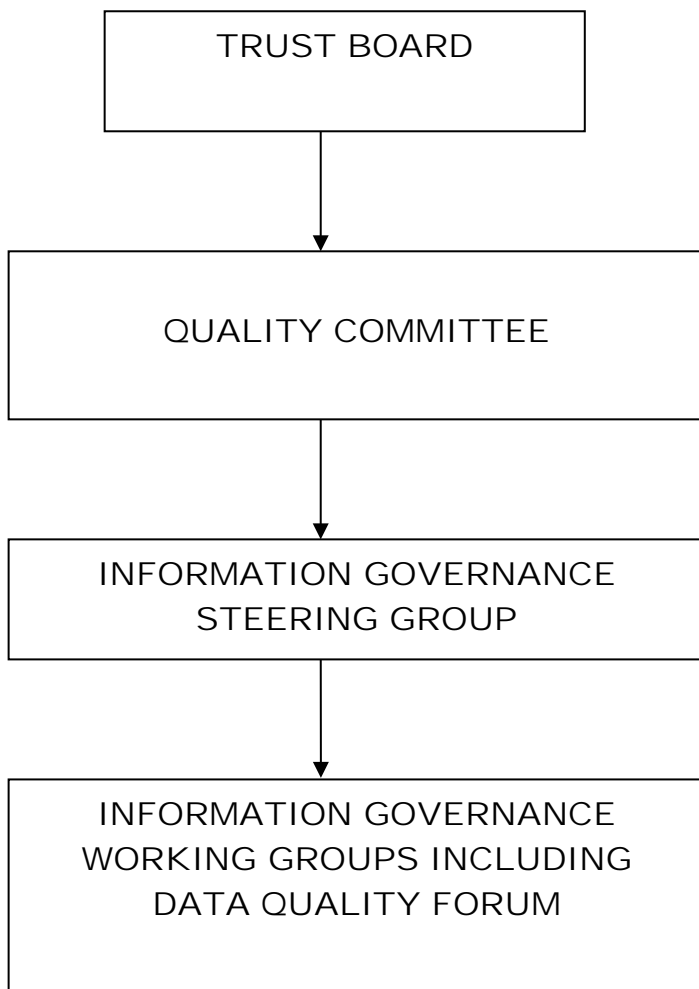 TRUST BOARD
QUALITY COMMITTEE
INFORMATION GOVERNANCE
STEERING GROUP
INFORMATION GOVERNANCE
WORKING GROUPS INCLUDING
DATA QUALITY FORUM